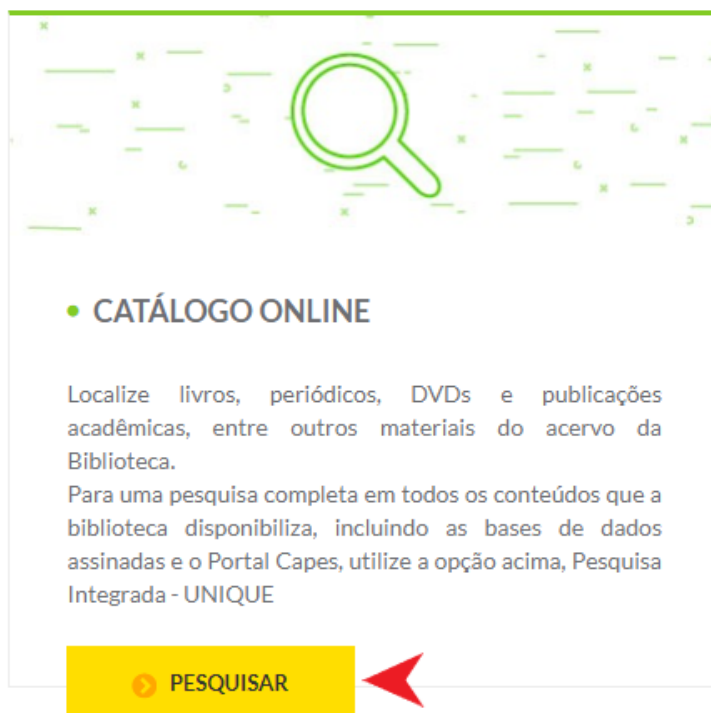 CATÁLOGO ONLINE
Localize livros, periódicos, DVDs e publicações
acadêmicas, entre outros materiais do acervo da
Biblioteca.
Para uma pesquisa completa em todos os conteúdos que a
biblioteca disponibiliza, incluindo as bases de dados
assinadas e o Portal Capes, utilize a opção acima, Pesquisa
Integrada - UNIQUE
PESQUISAR